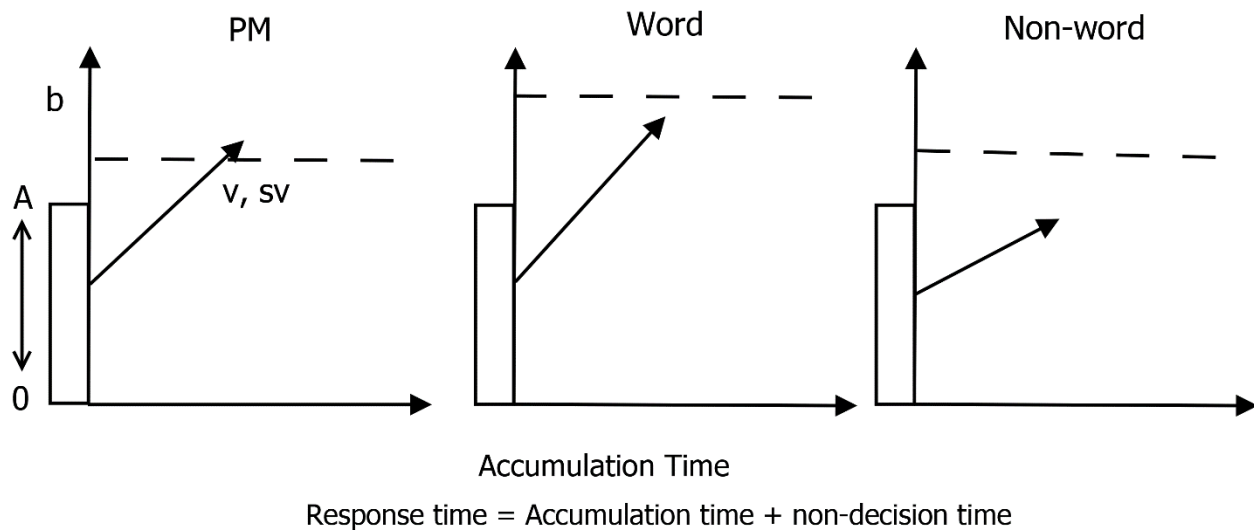 PM
Word
Non-word
b
v, sv
A
0
Accumulation Time
Response time = Accumulation time + non-decision time